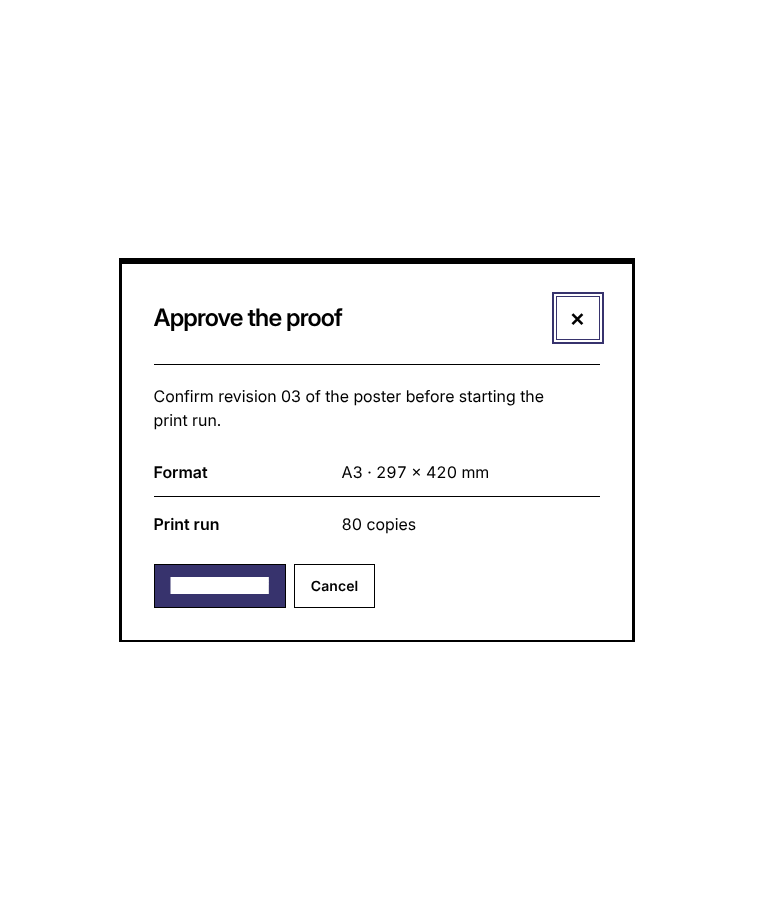 Approve the proof
×
Confirm revision 03 of the poster before starting the
print run.
Format A3 · 297 × 420 mm
Print run 80 copies
Cancel